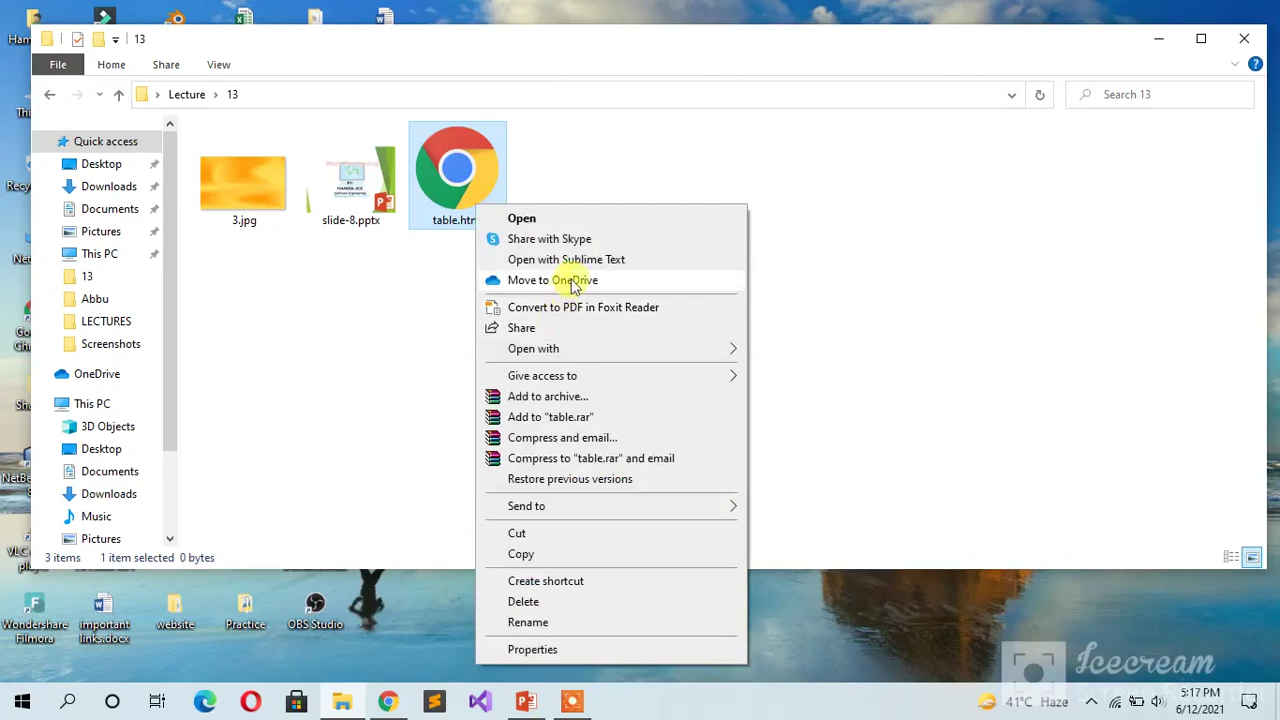 13
File
Home
Share
View
Lecture
13
Search 13
Quick access
Desktop
Downloads
Documents
Pictures
This PC
13
Abbu
LECTURES
Screenshots
OneDrive
This PC
3D Objects
Desktop
Documents
Downloads
Music
Pictures
3.jpg
slide-8.pptx
HAMZA JEE
table.htm
Open
Share with Skype
Open with Sublime Text
Move to OneDrive
Convert to PDF in Foxit Reader
Share
Open with
Give access to
Add to archive...
Add to "table.rar"
Compress and email...
Compress to "table.rar" and email
Restore previous versions
Send to
Cut
Copy
Create shortcut
Delete
Rename
Properties
3 items
1 item selected 0 bytes
Wondershare
Filmora
important
links.docx
website
Practice
OBS Studio
Icecream
41°C Haze
5:17 PM
6/12/2021